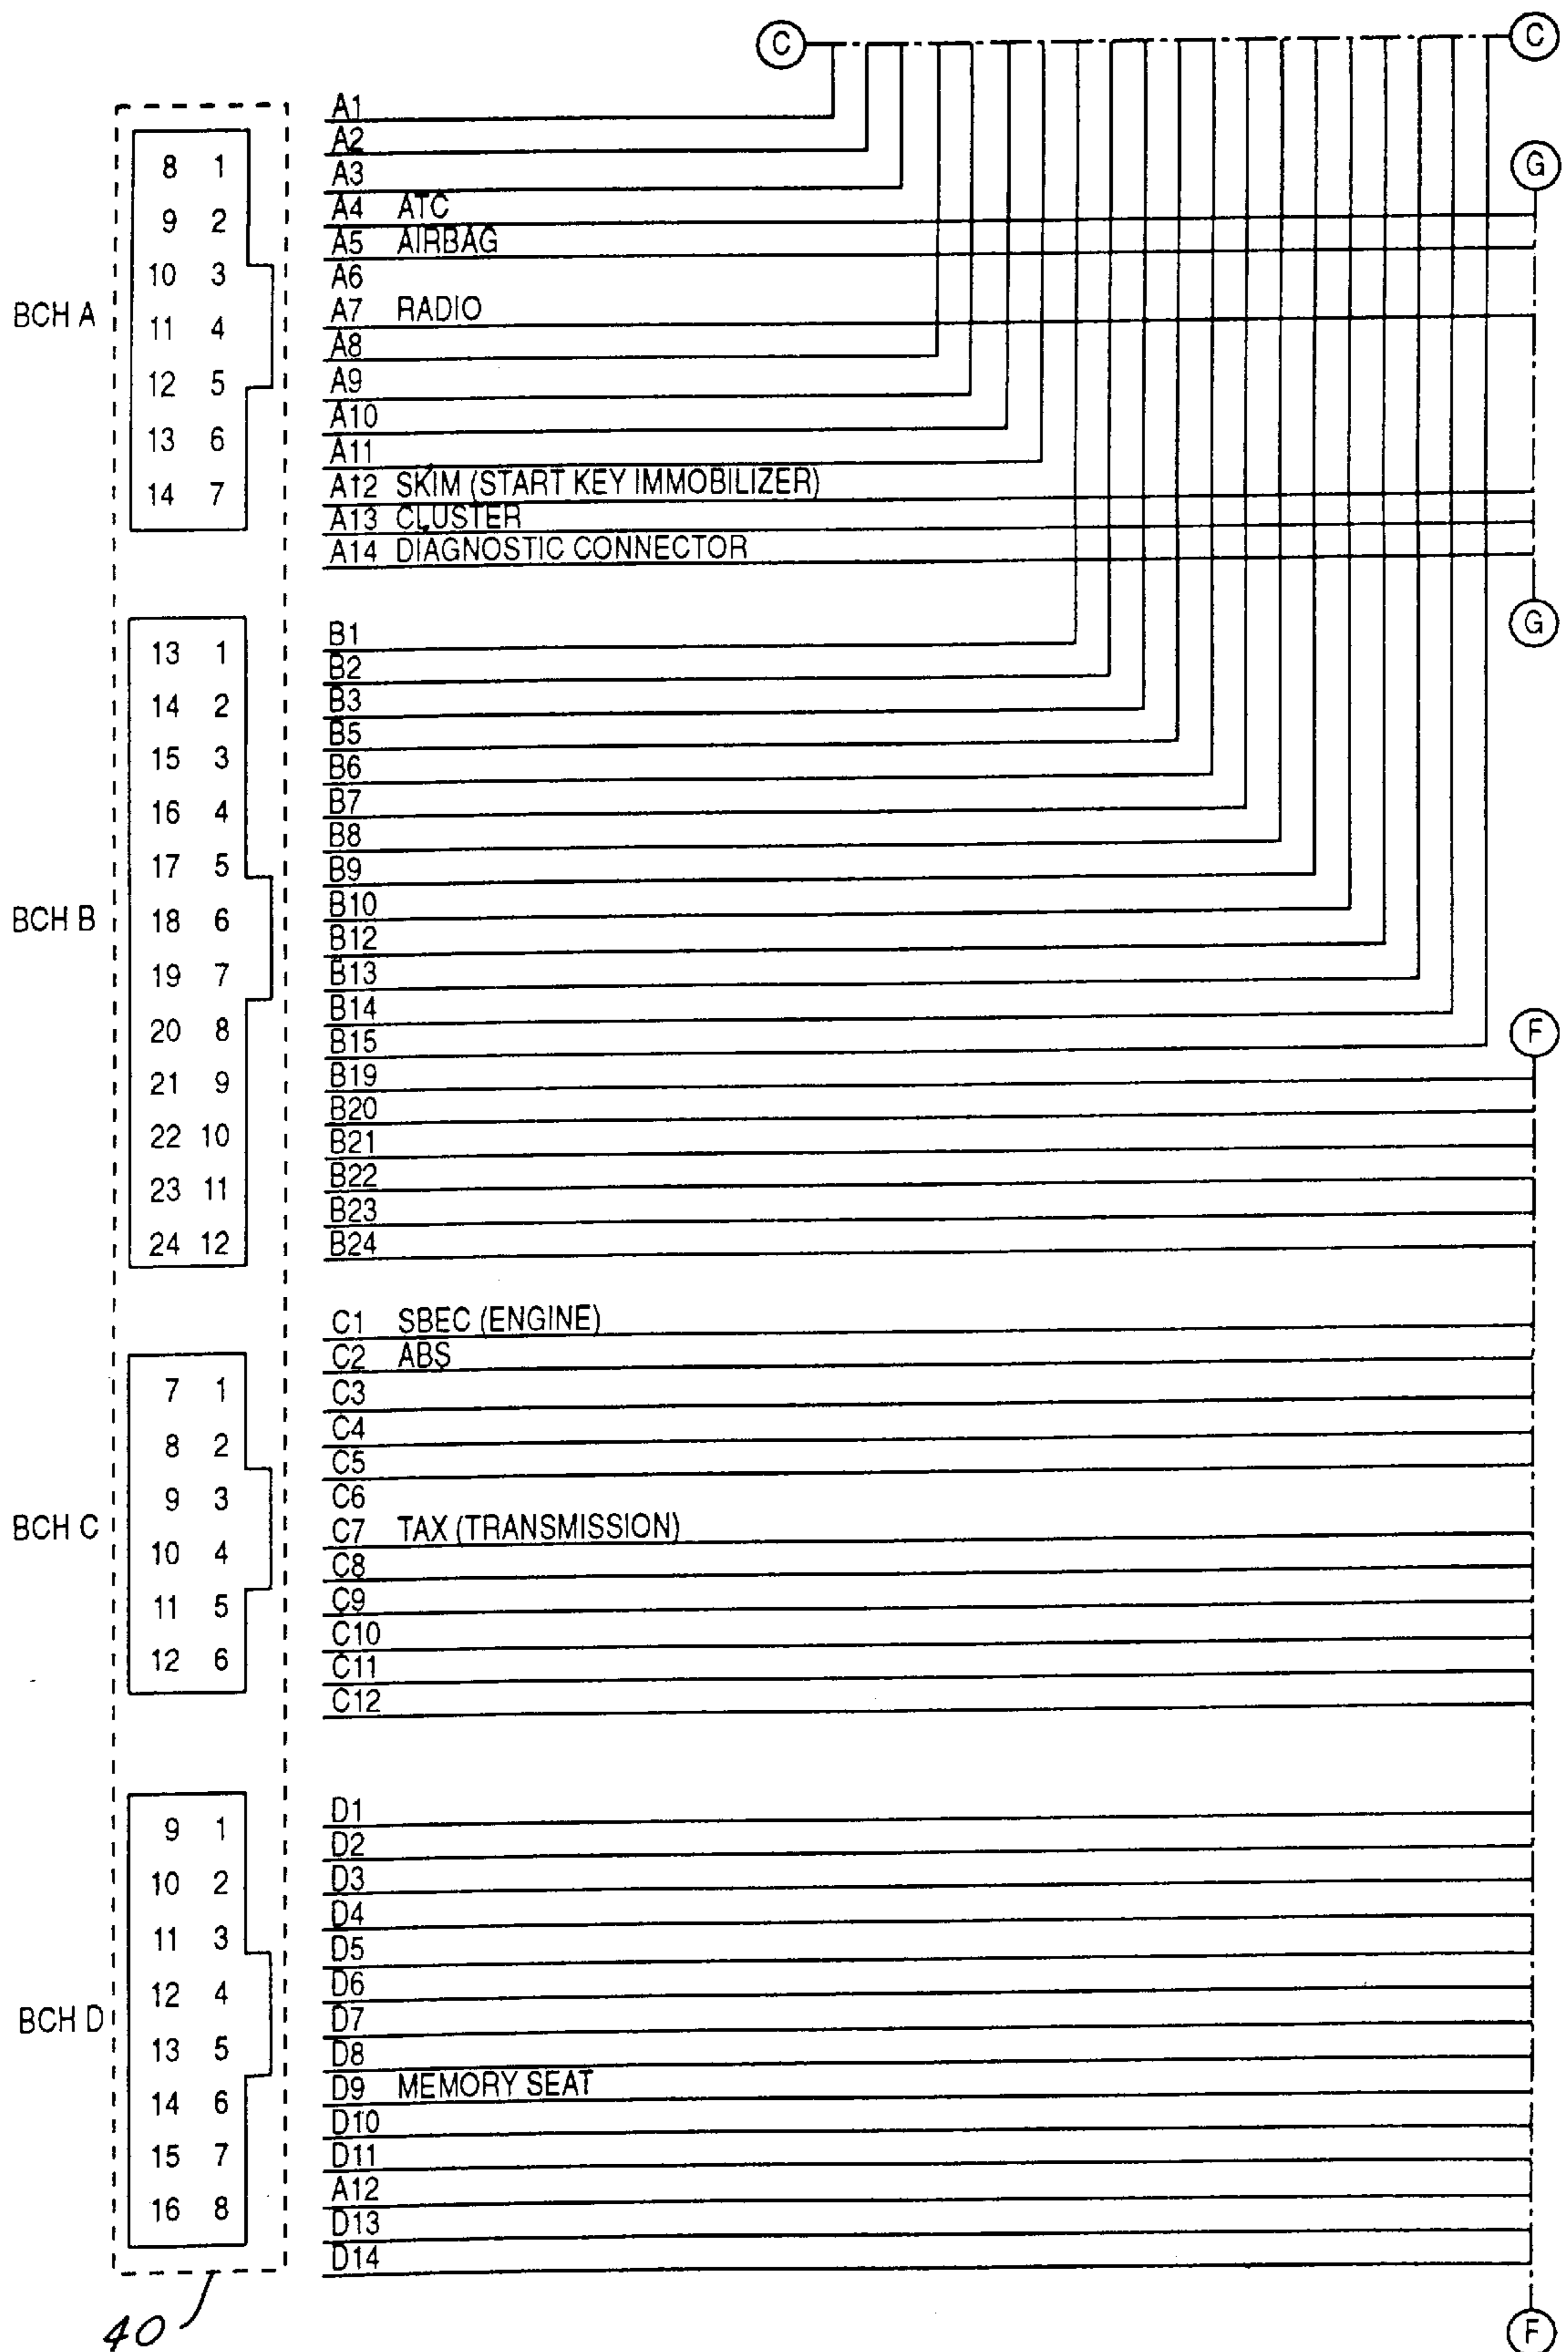 C C
A1
A2
A3
G
A4 ATC
A5 AIRBAG
A6
A7 RADIO
A8
A9
A10
A11
A12 SKIM (START KEY IMMOBILIZER)
A13 CLUSTER
A14 DIAGNOSTIC CONNECTOR
G
BCH A
8 1
9 2
10 3
11 4
12 5
13 6
14 7
B1
B2
B3
B5
B6
B7
B8
B9
B10
B12
B13
B14
B15
F
B19
B20
B21
B22
B23
B24
BCH B
13 1
14 2
15 3
16 4
17 5
18 6
19 7
20 8
21 9
22 10
23 11
24 12
C1 SBEC (ENGINE)
C2 ABS
C3
C4
C5
C6
C7 TAX (TRANSMISSION)
C8
C9
C10
C11
C12
BCH C
7 1
8 2
9 3
10 4
11 5
12 6
D1
D2
D3
D4
D5
D6
D7
D8
D9 MEMORY SEAT
D10
D11
A12
D13
D14
BCH D
9 1
10 2
11 3
12 4
13 5
14 6
15 7
16 8
40
F